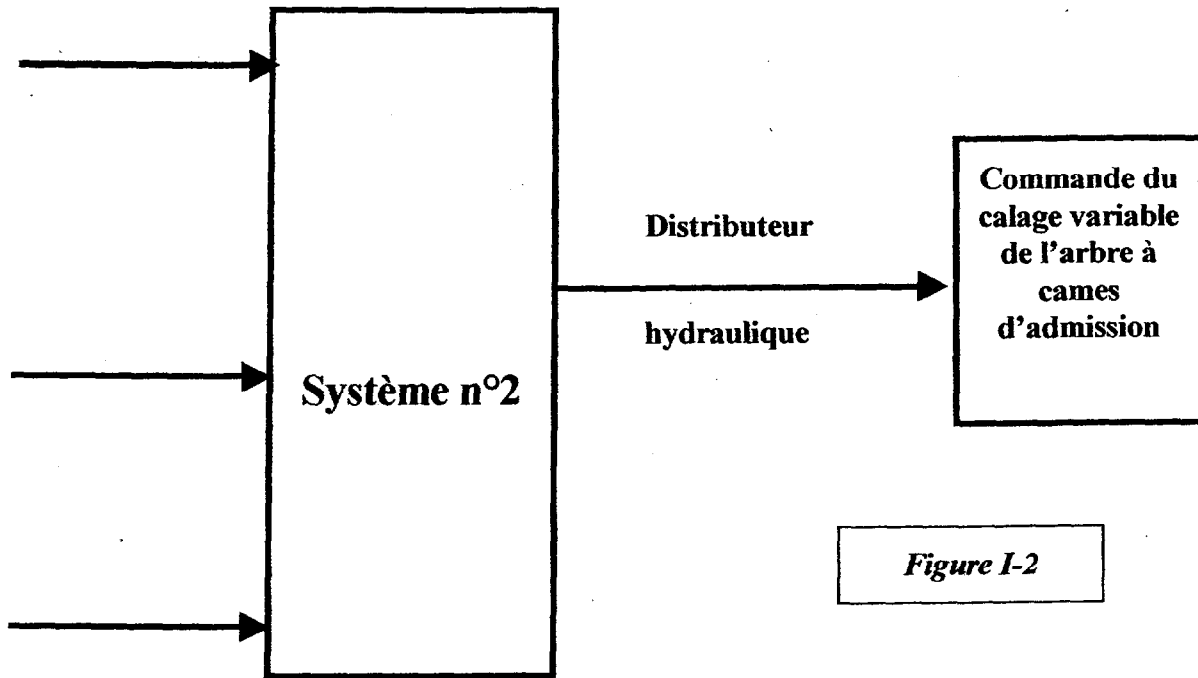 Système n°2
Distributeur
hydraulique
Commande du
calage variable
de l'arbre à
cames
d'admission
Figure I-2